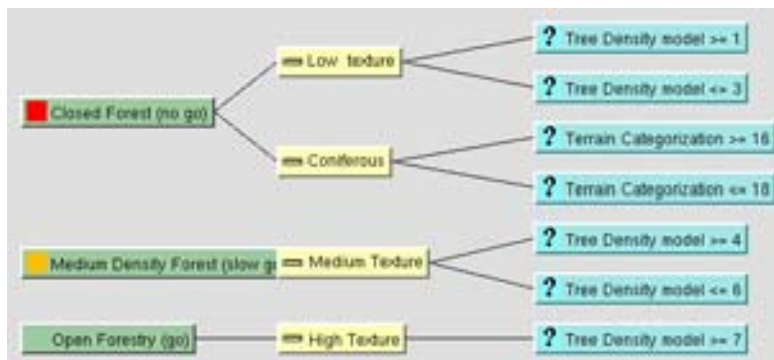 ? Tree Density model >= 1
Low texture
? Tree Density model <= 3
Closed Forest (no go)
? Terrain Categorization >= 16
Coniferous
? Terrain Categorization <= 18
? Tree Density model >= 4
Medium Density Forest (slow g
Medium Texture
? Tree Density model <= 6
Open Forestry (go)
High Texture
? Tree Density model >= 7